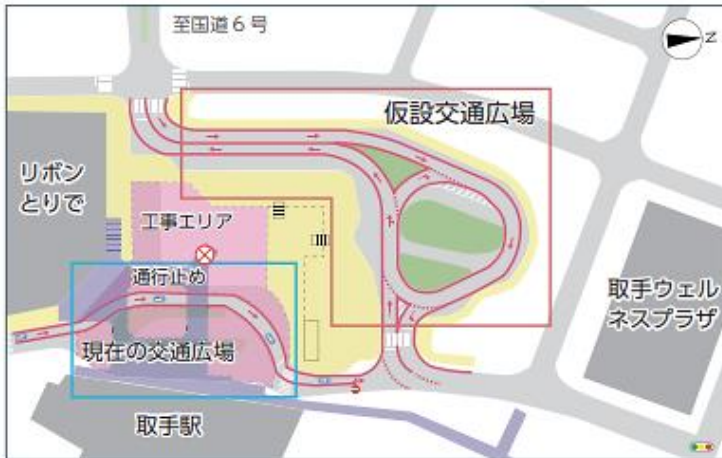 至国道6号
N
仮設交通広場
リボン
とりで
工事エリア
通行止め
現在の交通広場
取手ウェル
ネスプラザ
取手駅